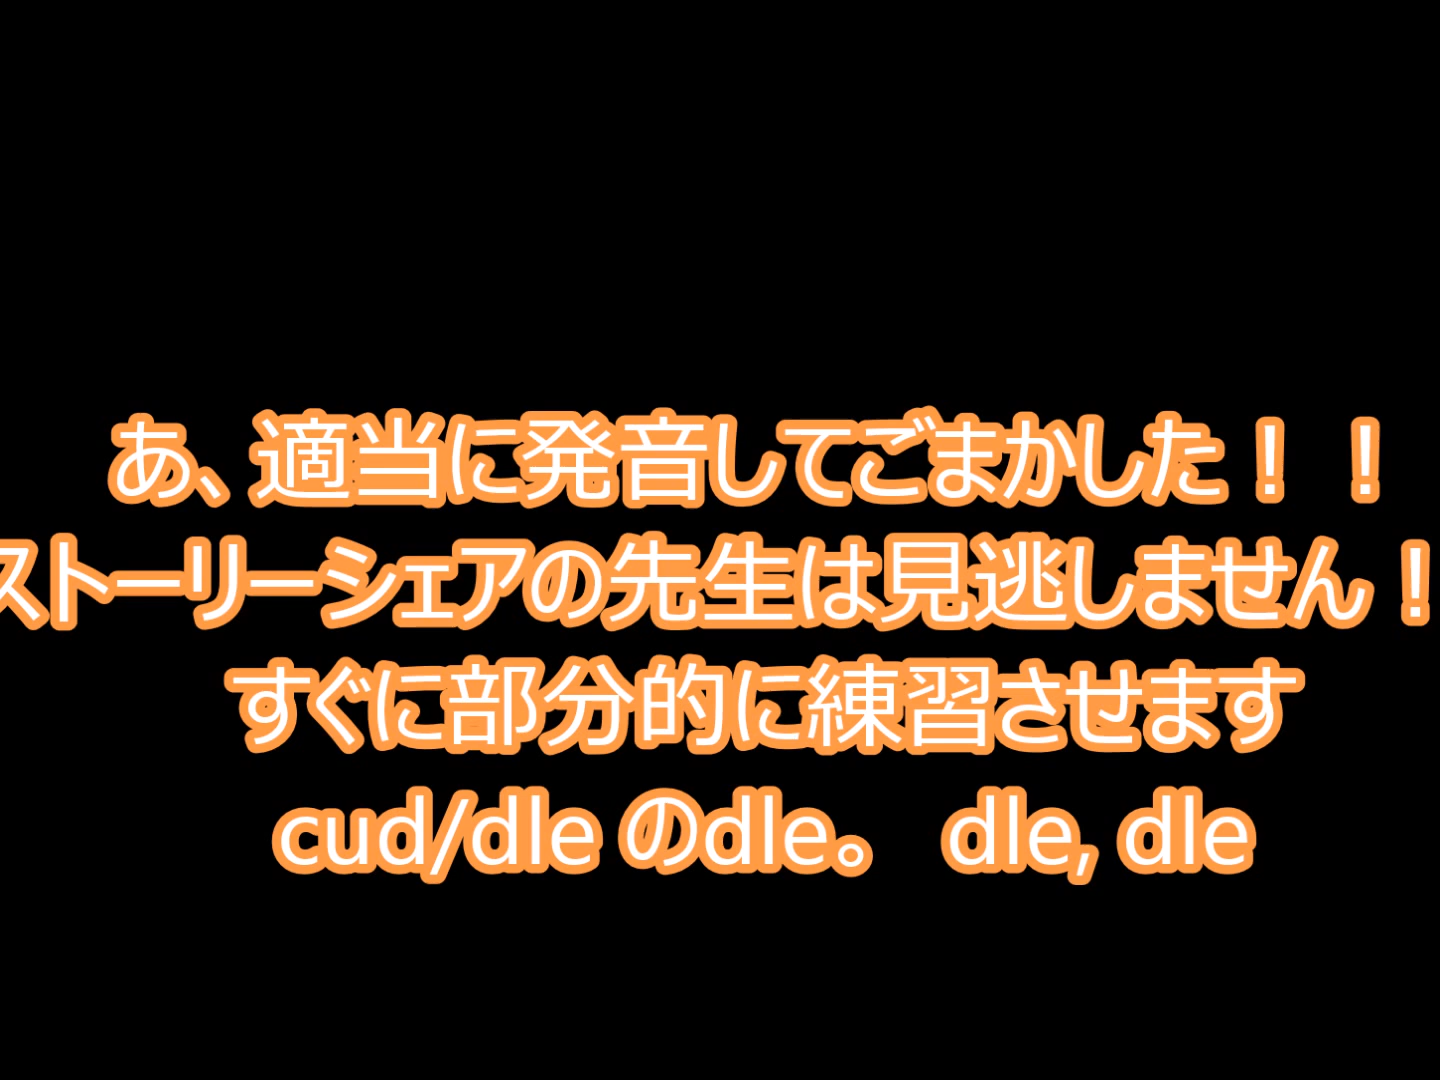 あ、適当に発音してごまかした！！
ストーリーシェアの先生は見逃しません！
すぐに部分的に練習させます
cud/dle のdle。 dle, dle